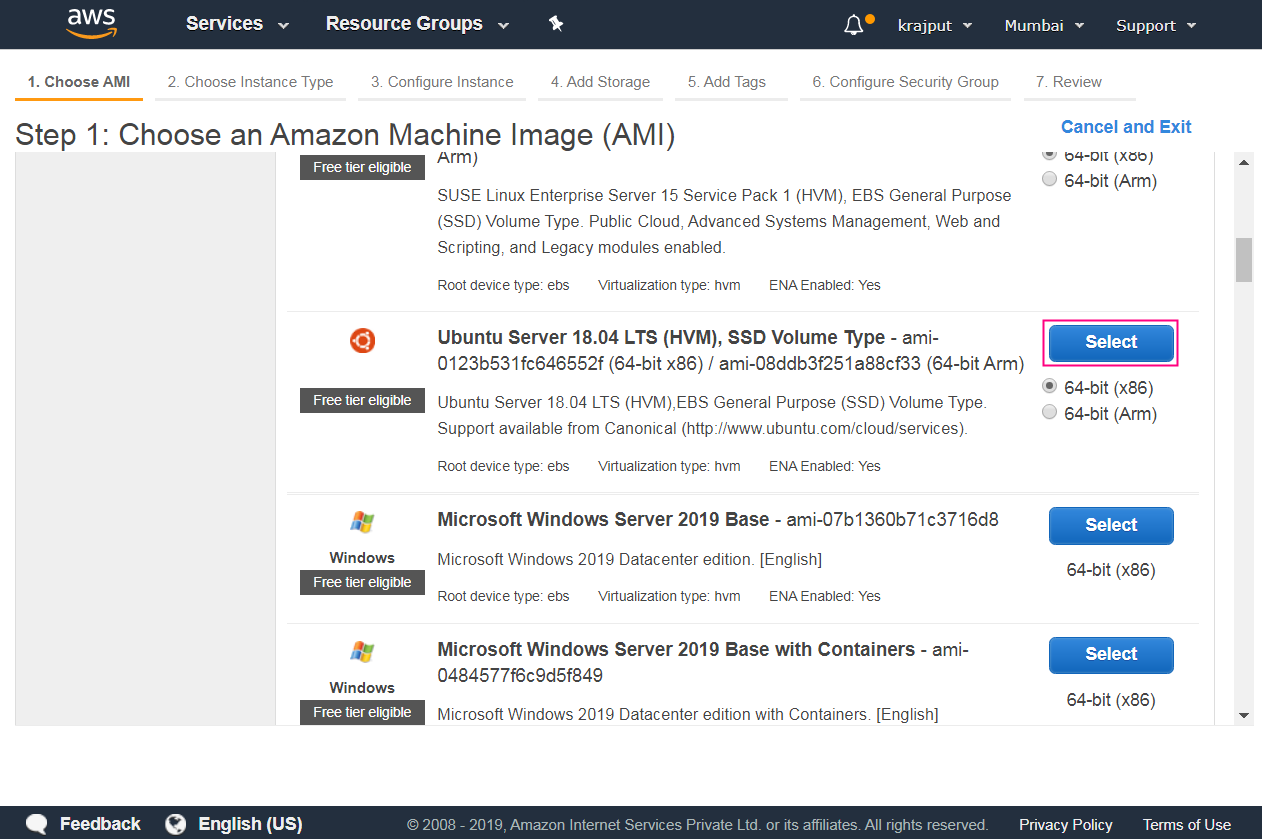 aws Services Resource Groups krajput Mumbai Support
1. Choose AMI 2. Choose Instance Type 3. Configure Instance 4. Add Storage 5. Add Tags 6. Configure Security Group 7. Review
Step 1: Choose an Amazon Machine Image (AMI) Cancel and Exit
Free tier eligible
Arm)
64-bit (x86)
64-bit (Arm)
SUSE Linux Enterprise Server 15 Service Pack 1 (HVM), EBS General Purpose
(SSD) Volume Type. Public Cloud, Advanced Systems Management, Web and
Scripting, and Legacy modules enabled.
Root device type: ebs Virtualization type: hvm ENA Enabled: Yes
Ubuntu Server 18.04 LTS (HVM), SSD Volume Type - ami-
0123b531fc646552f (64-bit x86) / ami-08ddb3f251a88cf33 (64-bit Arm)
Select
64-bit (x86)
64-bit (Arm)
Free tier eligible
Ubuntu Server 18.04 LTS (HVM),EBS General Purpose (SSD) Volume Type.
Support available from Canonical (http://www.ubuntu.com/cloud/services).
Root device type: ebs Virtualization type: hvm ENA Enabled: Yes
Microsoft Windows Server 2019 Base - ami-07b1360b71c3716d8
Select
64-bit (x86)
Windows
Free tier eligible
Microsoft Windows 2019 Datacenter edition. [English]
Root device type: ebs Virtualization type: hvm ENA Enabled: Yes
Microsoft Windows Server 2019 Base with Containers - ami-
0484577f6c9d5f849
Select
64-bit (x86)
Windows
Free tier eligible
Microsoft Windows 2019 Datacenter edition with Containers. [English]
Feedback English (US) © 2008 - 2019, Amazon Internet Services Private Ltd. or its affiliates. All rights reserved. Privacy Policy Terms of Use